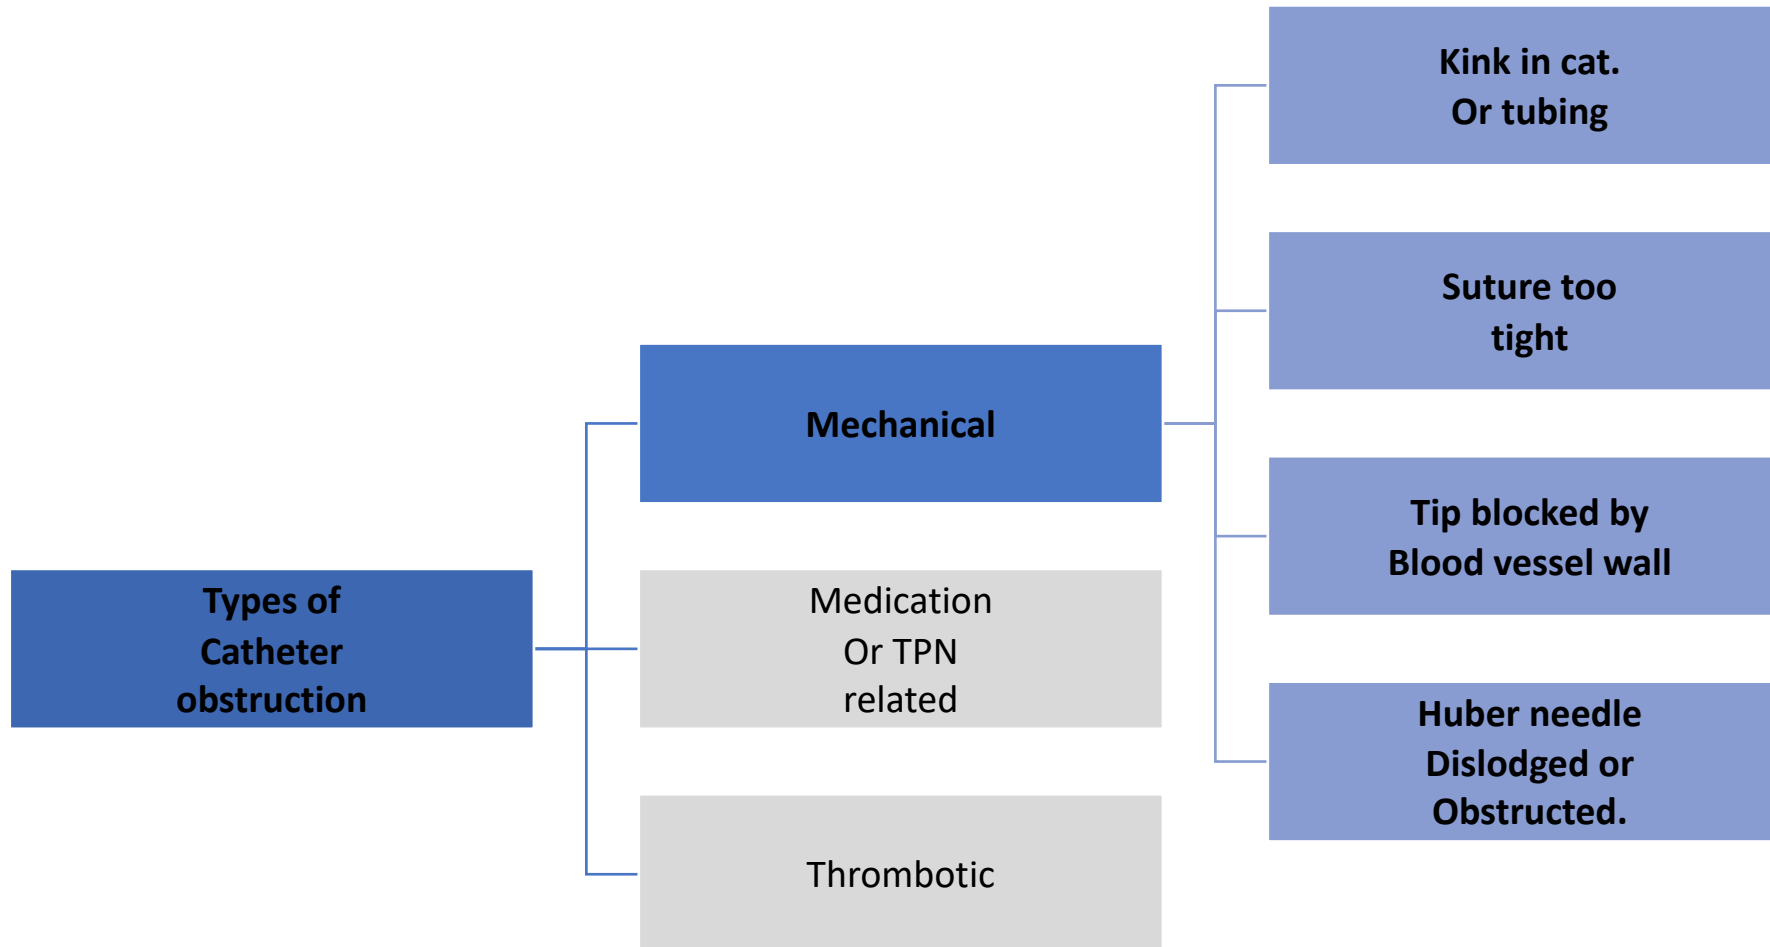 Types of
Catheter
obstruction
Mechanical
Medication
Or TPN
related
Thrombotic
Kink in cat.
Or tubing
Suture too
tight
Tip blocked by
Blood vessel wall
Huber needle
Dislodged or
Obstructed.